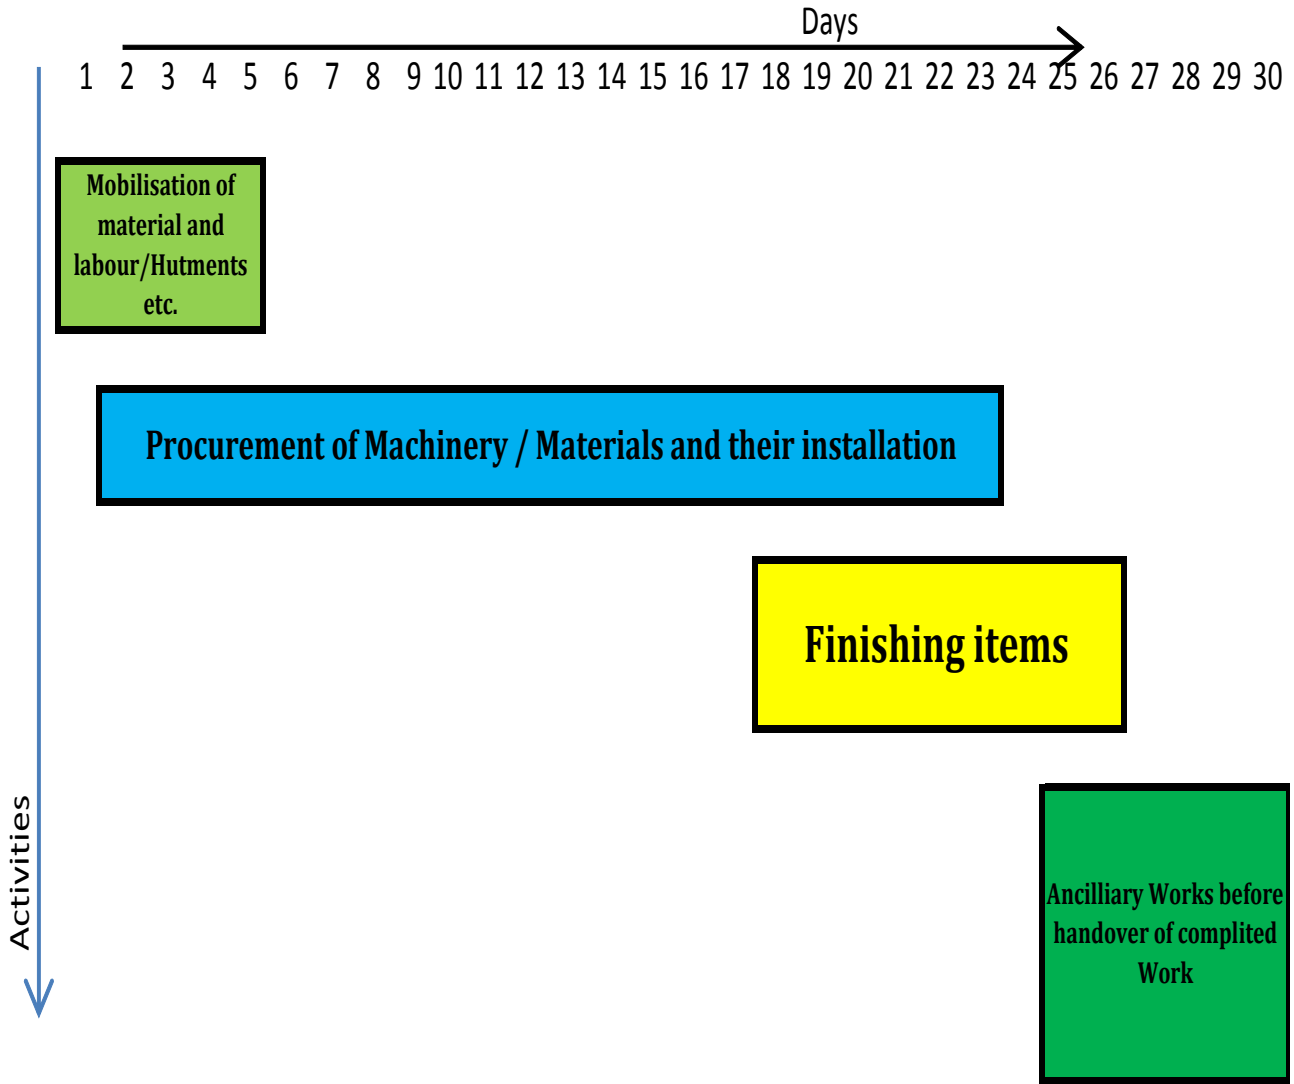 Days
1 2 3 4 5 6 7 8 9 10 11 12 13 14 15 16 17 18 19 20 21 22 23 24 25 26 27 28 29 30
Mobilisation of
material and
labour/Hutments
etc.
Procurement of Machinery / Materials and their installation
Finishing items
Activities
Ancilliary Works before
handover of complited
Work